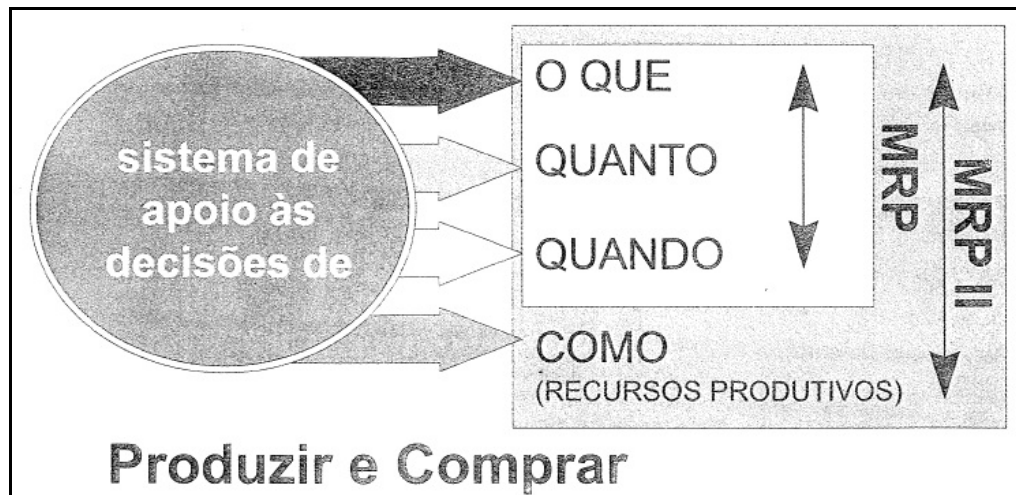 sistema de
apoio às
decisões de
O QUE
QUANTO
QUANDO
COMO
(RECURSOS PRODUTIVOS)
MRP
MRP II
Produzir e Comprar